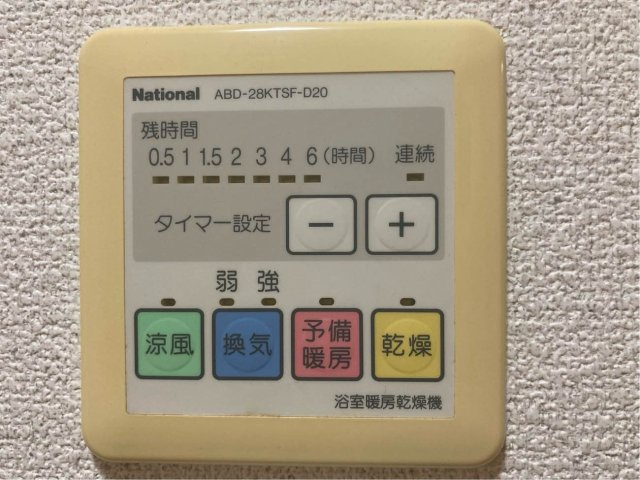 National ABD-28KTSF-D20
残時間
0.5 1 1.5 2 3 4 6 (時間) 連続
タイマー設定 − +
弱 強
涼風 換気 予備暖房 乾燥
浴室暖房乾燥機